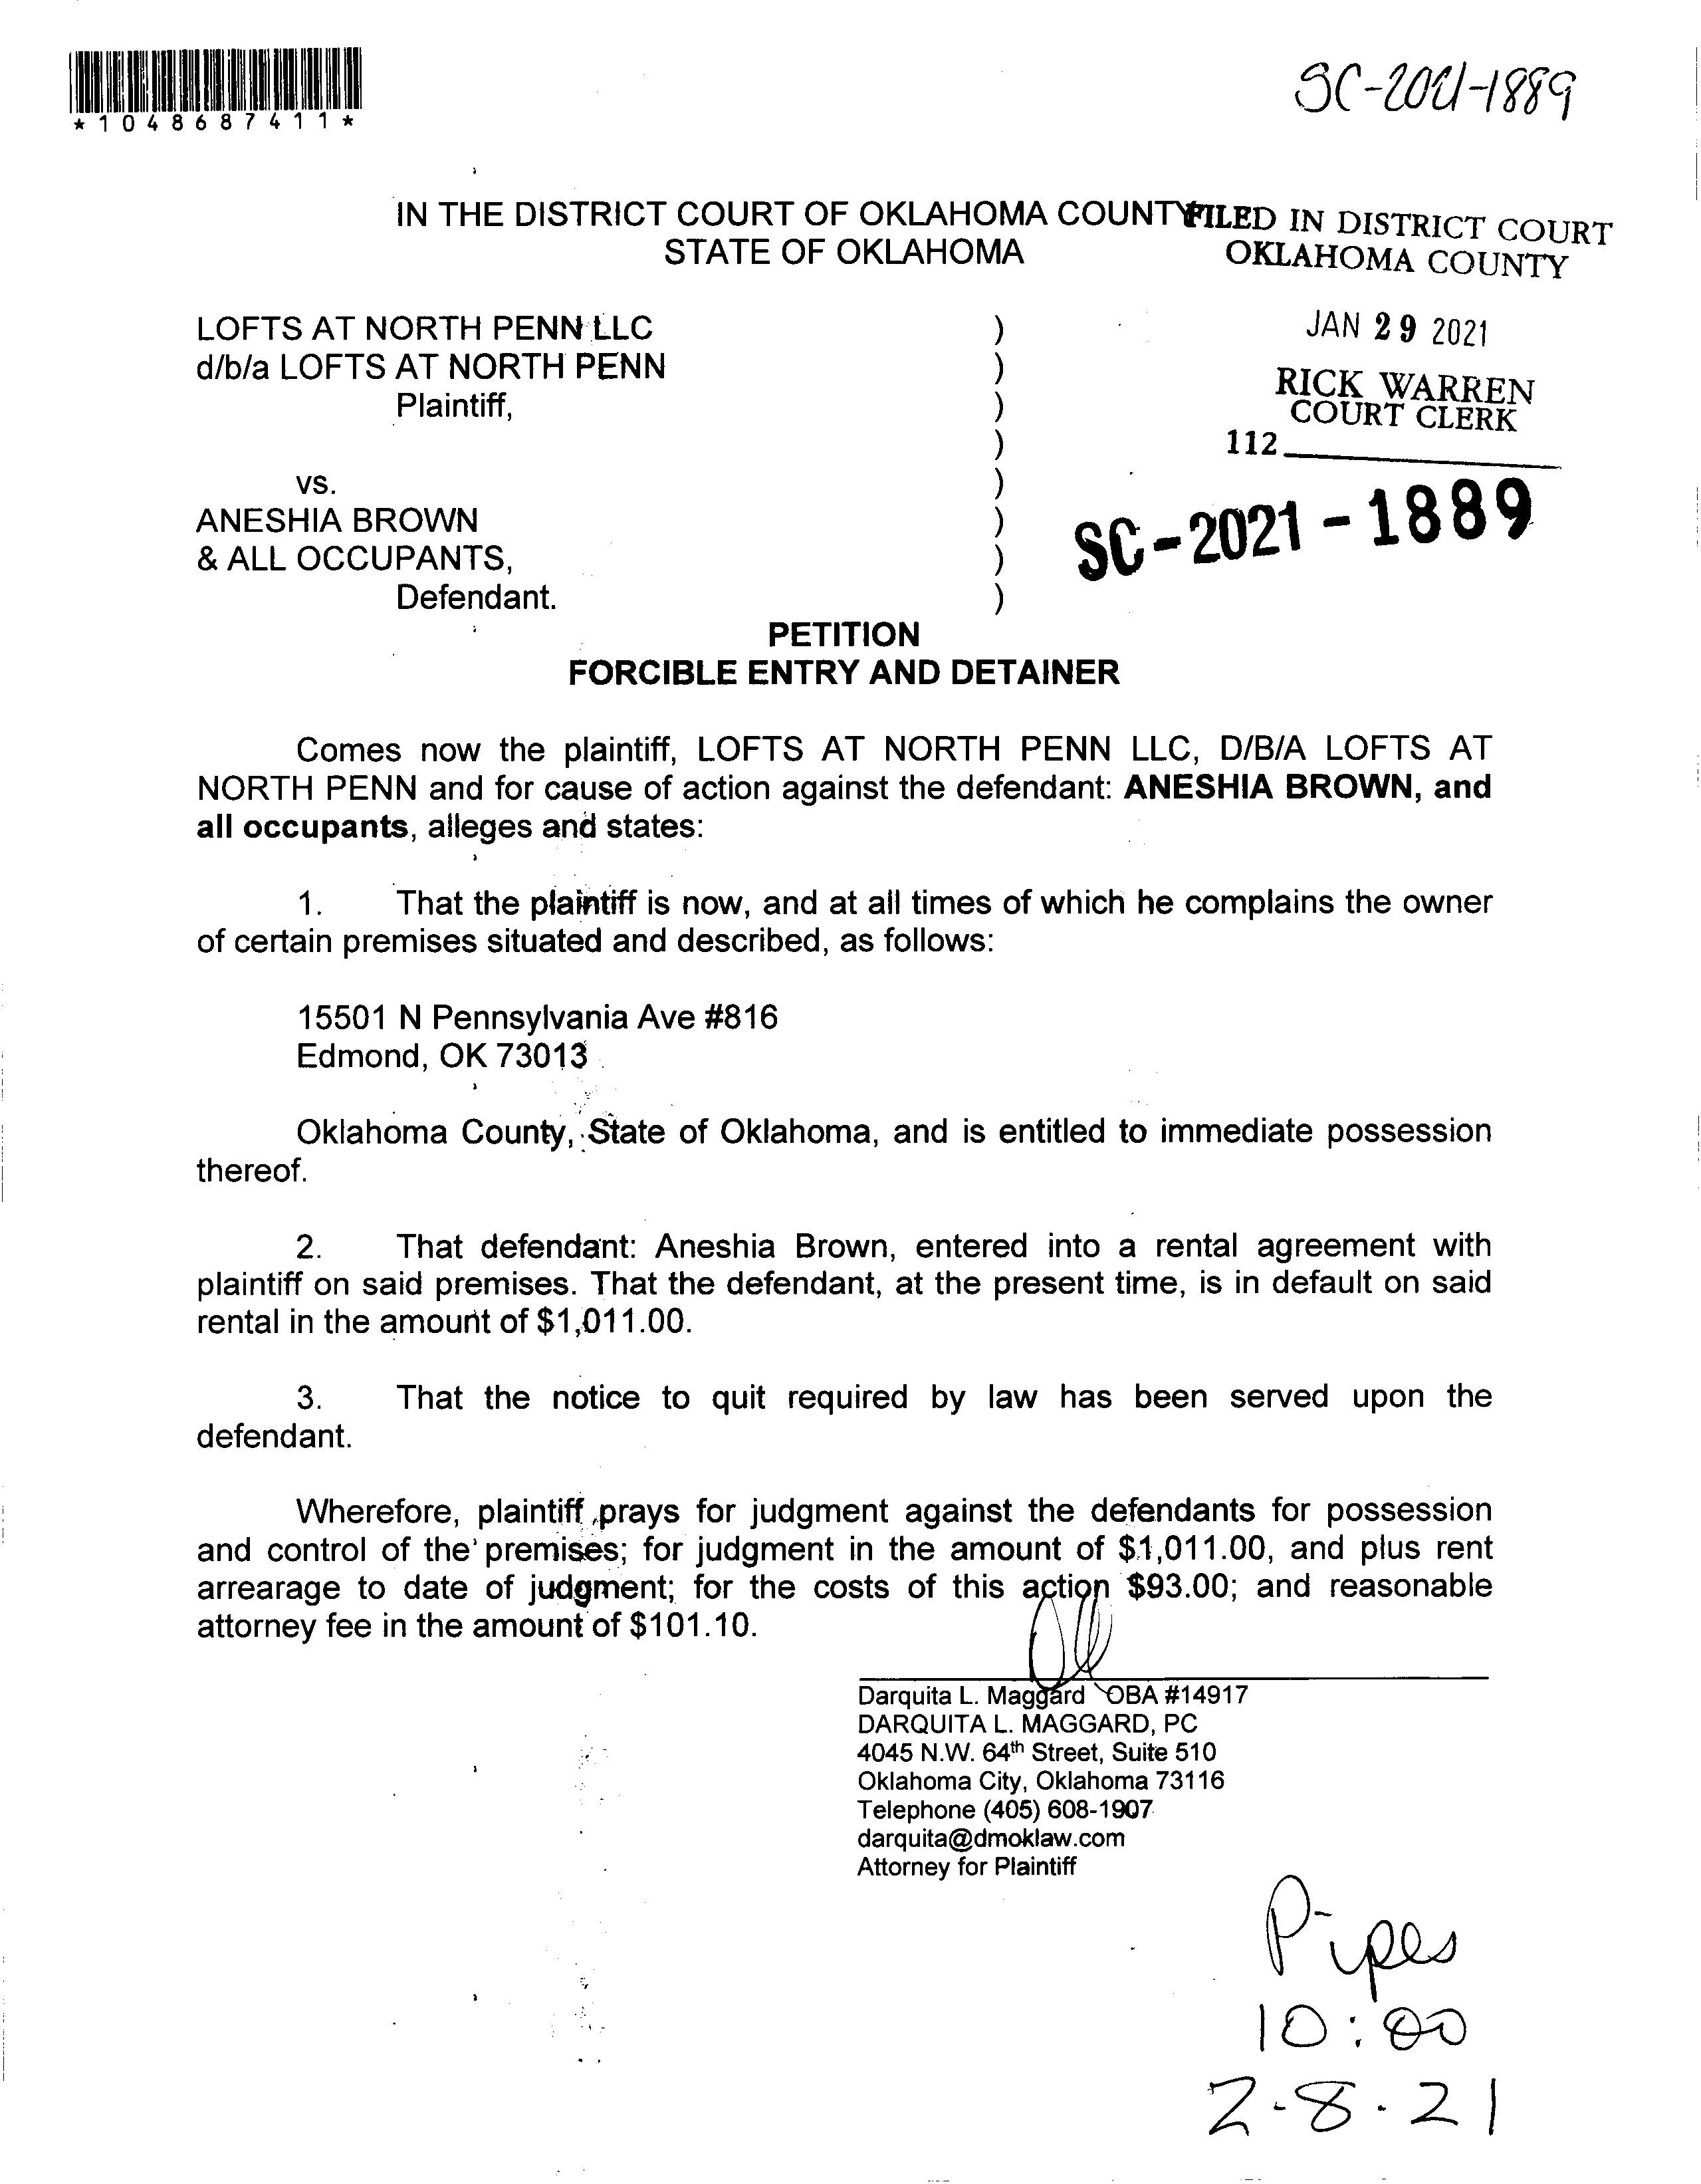 *1048687411*
SC-2021-1889
IN THE DISTRICT COURT OF OKLAHOMA COUNTY
STATE OF OKLAHOMA
FILED IN DISTRICT COURT
OKLAHOMA COUNTY
JAN 29 2021
RICK WARREN
COURT CLERK
112
SC-2021-1889
LOFTS AT NORTH PENN LLC )
d/b/a LOFTS AT NORTH PENN )
Plaintiff, )
)
vs. )
ANESHIA BROWN )
& ALL OCCUPANTS, )
Defendant. )
PETITION
FORCIBLE ENTRY AND DETAINER
Comes now the plaintiff, LOFTS AT NORTH PENN LLC, D/B/A LOFTS AT
NORTH PENN and for cause of action against the defendant: ANESHIA BROWN, and
all occupants, alleges and states:
1. That the plaintiff is now, and at all times of which he complains the owner
of certain premises situated and described, as follows:
15501 N Pennsylvania Ave #816
Edmond, OK 73013
Oklahoma County, State of Oklahoma, and is entitled to immediate possession
thereof.
2. That defendant: Aneshia Brown, entered into a rental agreement with
plaintiff on said premises. That the defendant, at the present time, is in default on said
rental in the amount of $1,011.00.
3. That the notice to quit required by law has been served upon the
defendant.
Wherefore, plaintiff prays for judgment against the defendants for possession
and control of the premises; for judgment in the amount of $1,011.00, and plus rent
arrearage to date of judgment; for the costs of this action $93.00; and reasonable
attorney fee in the amount of $101.10.
Darquita L. Maggard OBA #14917
DARQUITA L. MAGGARD, PC
4045 N.W. 64th Street, Suite 510
Oklahoma City, Oklahoma 73116
Telephone (405) 608-1907
darquita@dmoklaw.com
Attorney for Plaintiff
Pipes
10:00
2-8-21